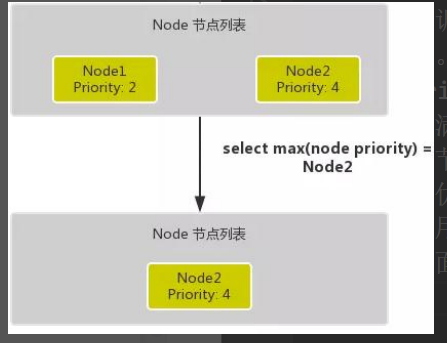 Node 节点列表
Node1
Priority: 2
Node2
Priority: 4
select max(node priority) =
Node2
Node 节点列表
Node2
Priority: 4